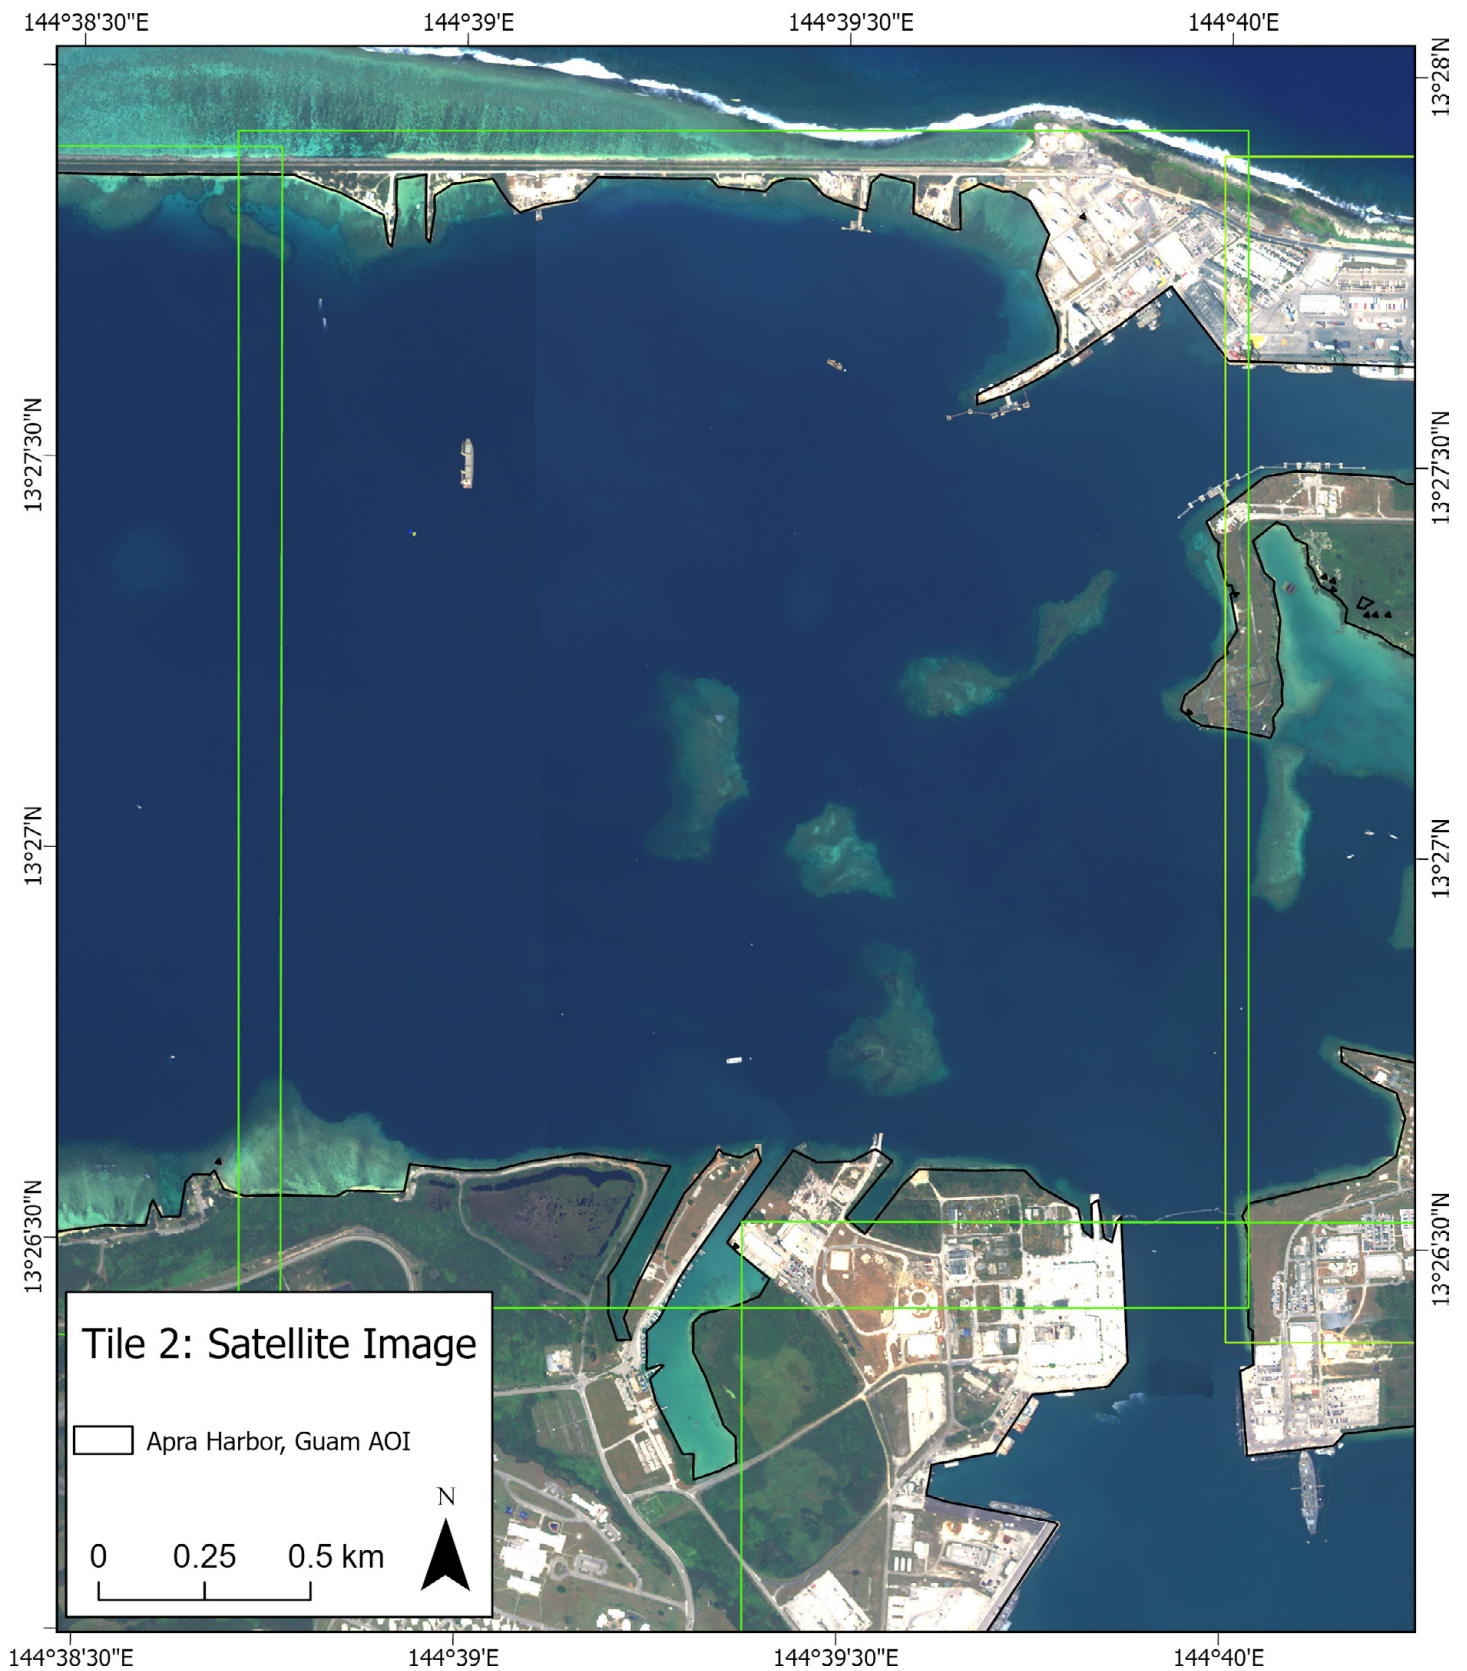 144°38'30"E 144°39'E 144°39'30"E 144°40'E
13°28'N
13°27'30"N
13°27'30"N
13°27'N
13°27'N
13°26'30"N
13°26'30"N
Tile 2: Satellite Image
Apra Harbor, Guam AOI
N
0 0.25 0.5 km
144°38'30"E 144°39'E 144°39'30"E 144°40'E